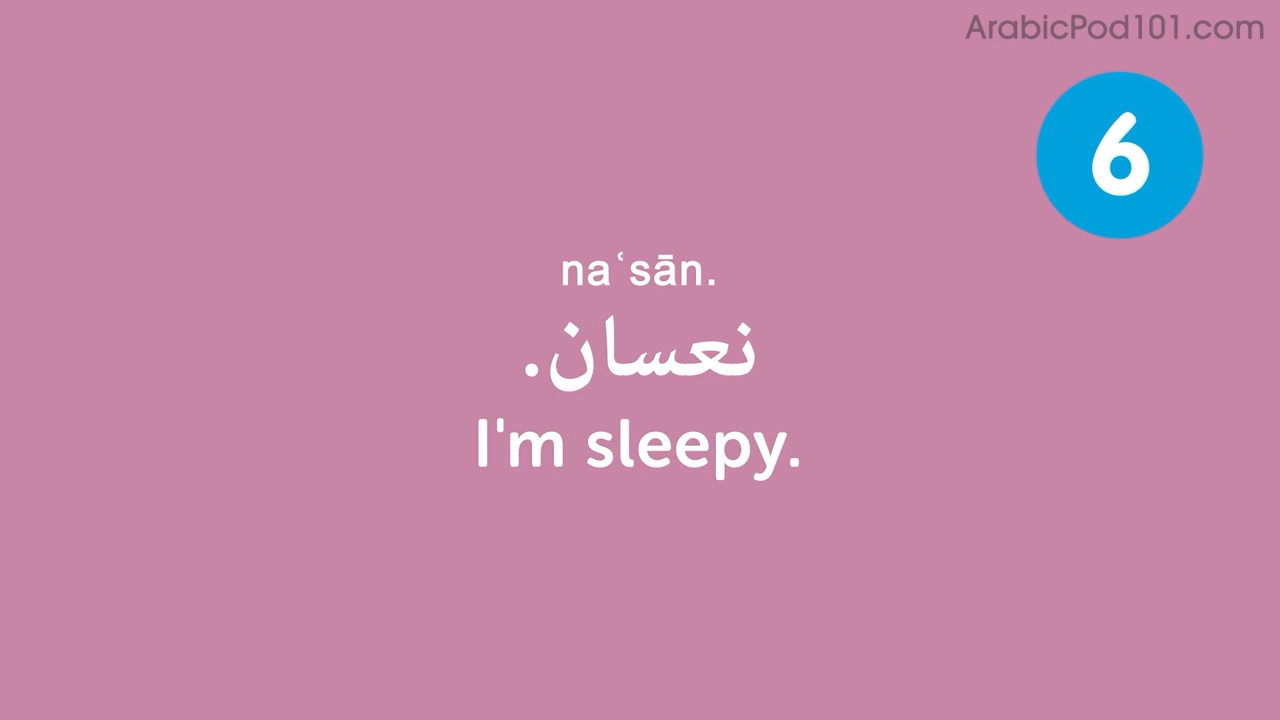 ArabicPod101.com
6
naʿsān.
نعسان.
I'm sleepy.